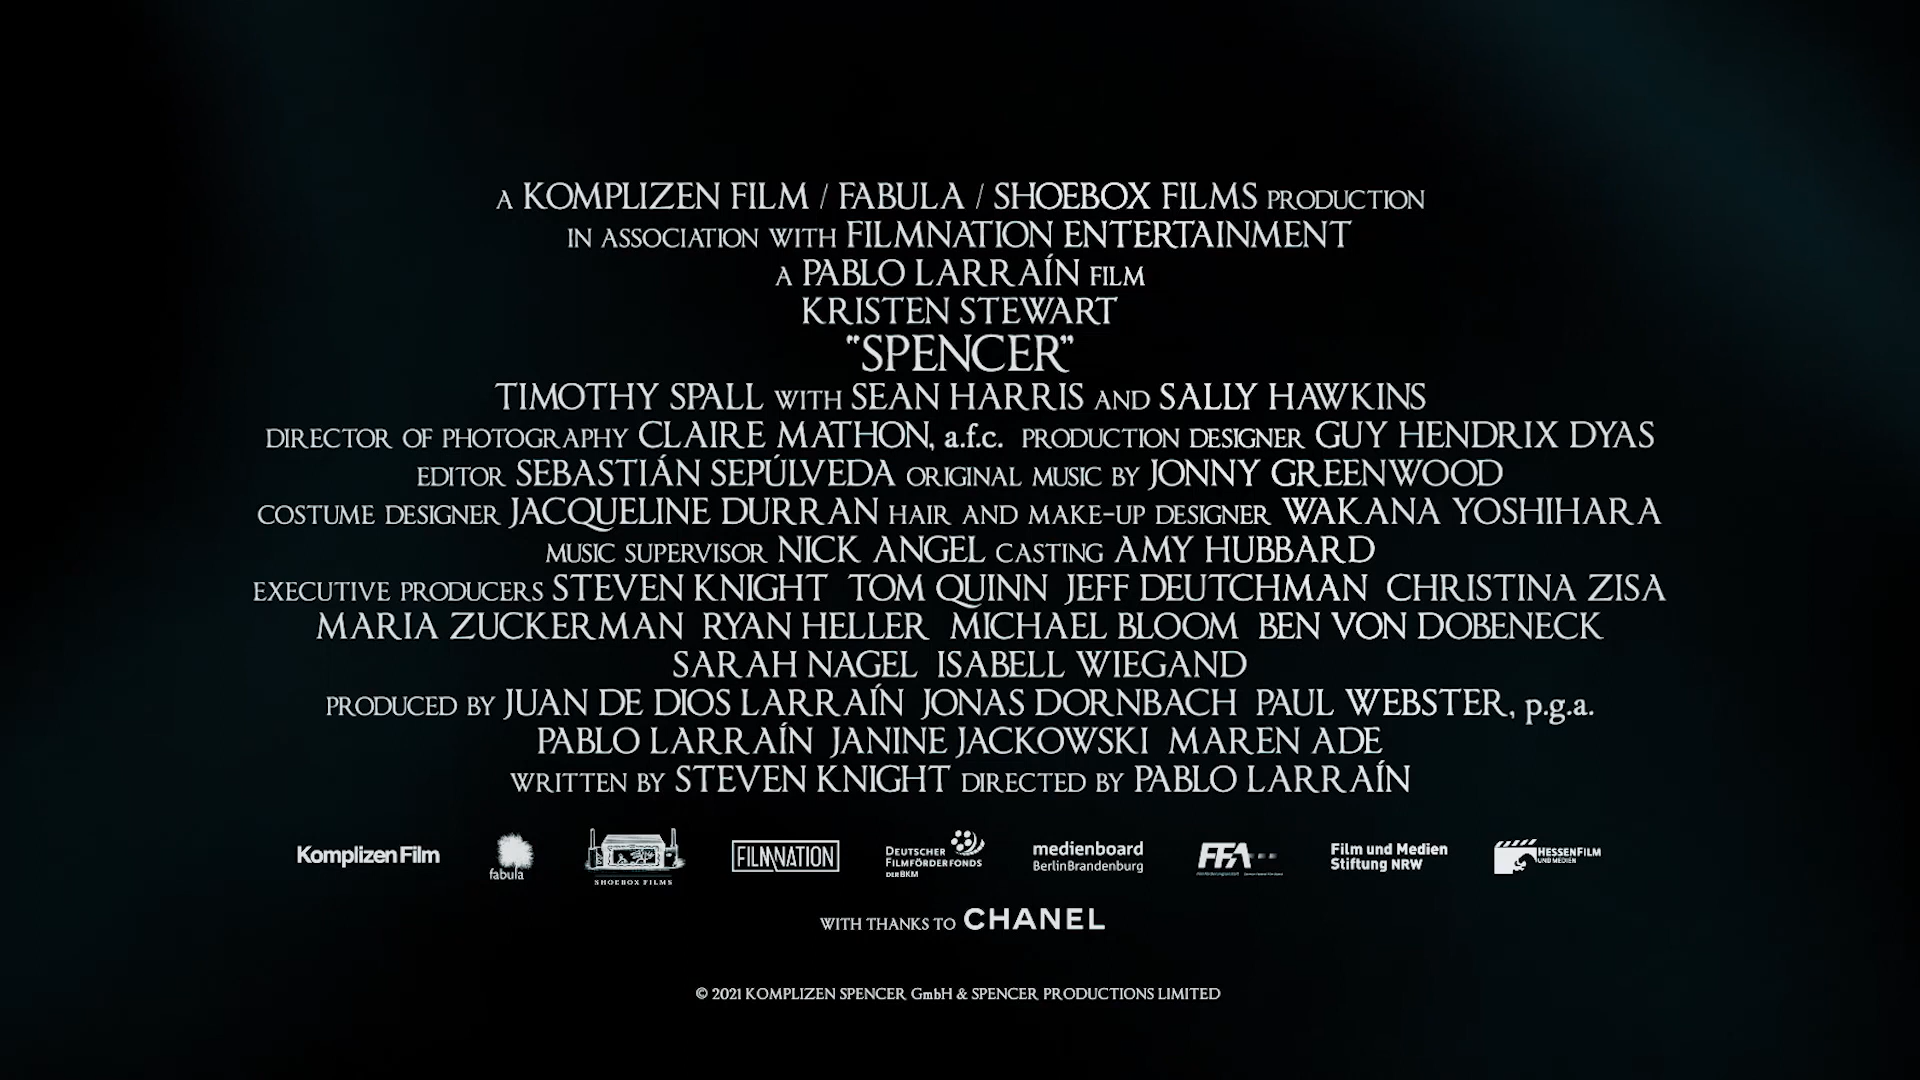 A KOMPLIZEN FILM / FABULA / SHOEBOX FILMS PRODUCTION
IN ASSOCIATION WITH FILMNATION ENTERTAINMENT
A PABLO LARRAÍN FILM
KRISTEN STEWART
"SPENCER"
TIMOTHY SPALL WITH SEAN HARRIS AND SALLY HAWKINS
DIRECTOR OF PHOTOGRAPHY CLAIRE MATHON, a.f.c. PRODUCTION DESIGNER GUY HENDRIX DYAS
EDITOR SEBASTIÁN SEPÚLVEDA ORIGINAL MUSIC BY JONNY GREENWOOD
COSTUME DESIGNER JACQUELINE DURRAN HAIR AND MAKE-UP DESIGNER WAKANA YOSHIHARA
MUSIC SUPERVISOR NICK ANGEL CASTING AMY HUBBARD
EXECUTIVE PRODUCERS STEVEN KNIGHT TOM QUINN JEFF DEUTCHMAN CHRISTINA ZISA
MARIA ZUCKERMAN RYAN HELLER MICHAEL BLOOM BEN VON DOBENECK
SARAH NAGEL ISABELL WIEGAND
PRODUCED BY JUAN DE DIOS LARRAÍN JONAS DORNBACH PAUL WEBSTER, p.g.a.
PABLO LARRAÍN JANINE JACKOWSKI MAREN ADE
WRITTEN BY STEVEN KNIGHT DIRECTED BY PABLO LARRAÍN
Komplizen Film
fabula
SHOEBOX FILMS
FILMNATION
DEUTSCHER
FILMFÖRDERFONDS
DER BKM
medienboard
BerlinBrandenburg
FFA
Film und Medien
Stiftung NRW
HESSENFILM
UND MEDIEN
WITH THANKS TO CHANEL
© 2021 KOMPLIZEN SPENCER GmbH & SPENCER PRODUCTIONS LIMITED